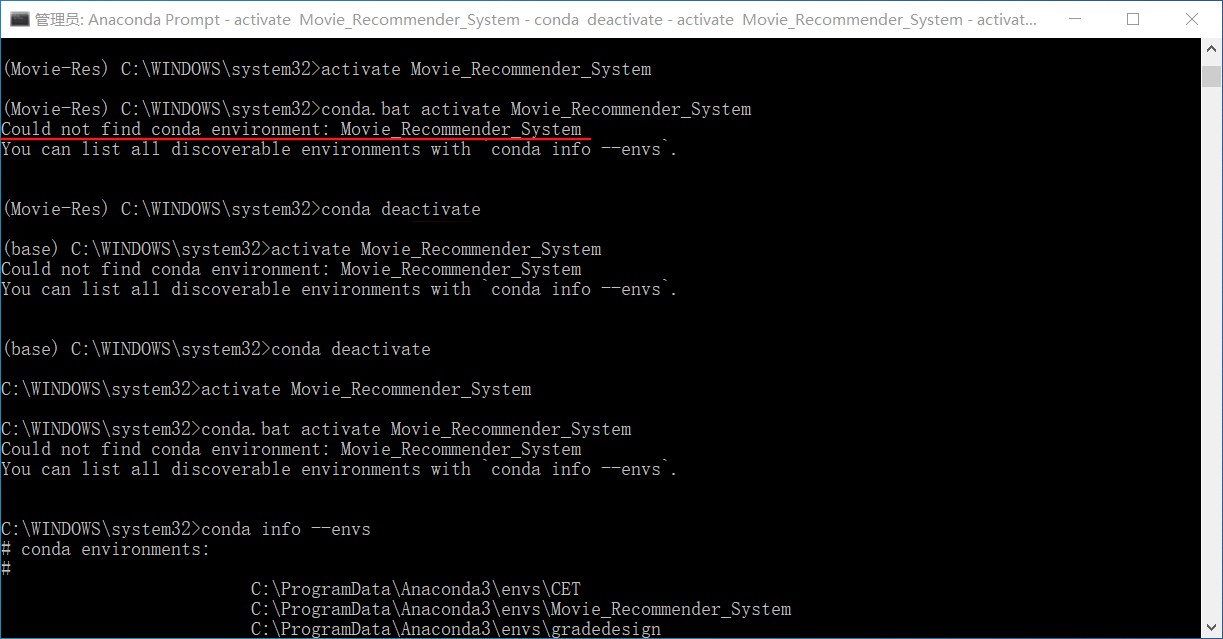 管理员: Anaconda Prompt - activate  Movie_Recommender_System - conda  deactivate - activate  Movie_Recommender_System - activat...
(Movie-Res) C:\WINDOWS\system32>activate Movie_Recommender_System
(Movie-Res) C:\WINDOWS\system32>conda.bat activate Movie_Recommender_System
Could not find conda environment: Movie_Recommender_System
You can list all discoverable environments with `conda info --envs`.
(Movie-Res) C:\WINDOWS\system32>conda deactivate
(base) C:\WINDOWS\system32>activate Movie_Recommender_System
Could not find conda environment: Movie_Recommender_System
You can list all discoverable environments with `conda info --envs`.
(base) C:\WINDOWS\system32>conda deactivate
C:\WINDOWS\system32>activate Movie_Recommender_System
C:\WINDOWS\system32>conda.bat activate Movie_Recommender_System
Could not find conda environment: Movie_Recommender_System
You can list all discoverable environments with `conda info --envs`.
C:\WINDOWS\system32>conda info --envs
# conda environments:
#
C:\ProgramData\Anaconda3\envs\CET
C:\ProgramData\Anaconda3\envs\Movie_Recommender_System
C:\ProgramData\Anaconda3\envs\gradedesign